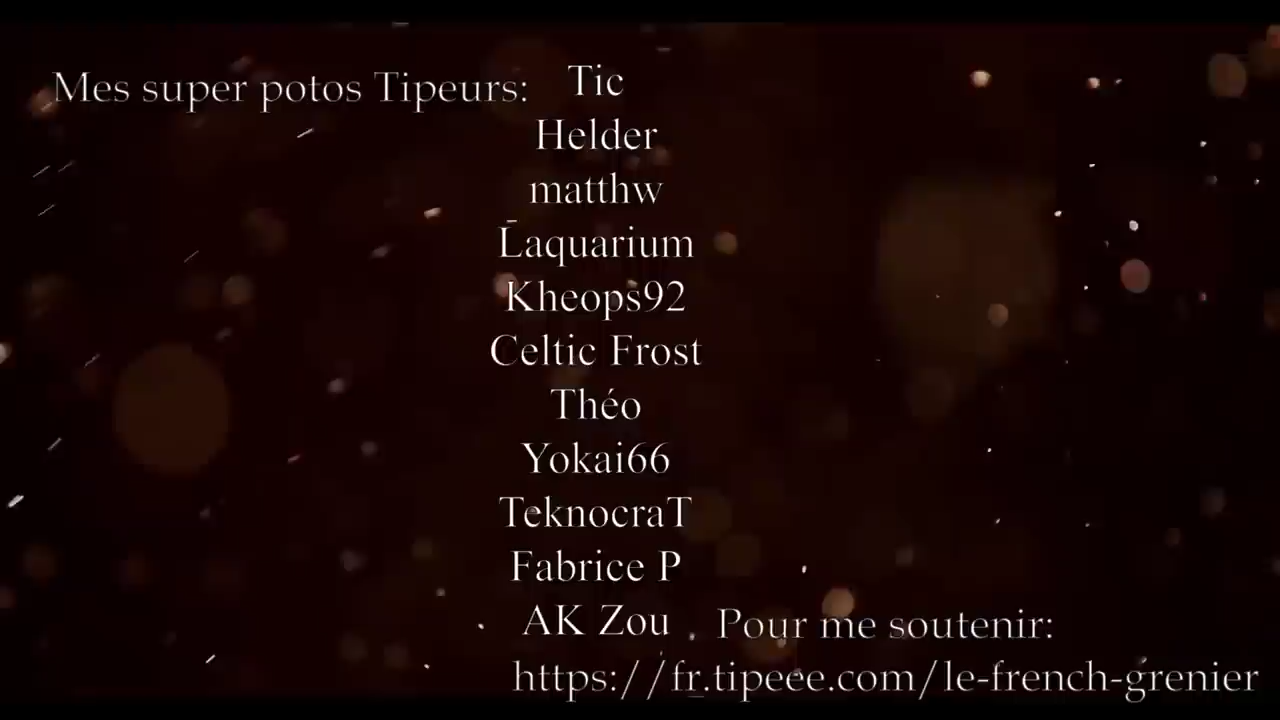 Mes super potos Tipeurs:
Tic
Helder
matthw
Laquarium
Kheops92
Celtic Frost
Théo
Yokai66
TeknocraT
Fabrice P
AK Zou
Pour me soutenir:
https://fr.tipeee.com/le-french-grenier